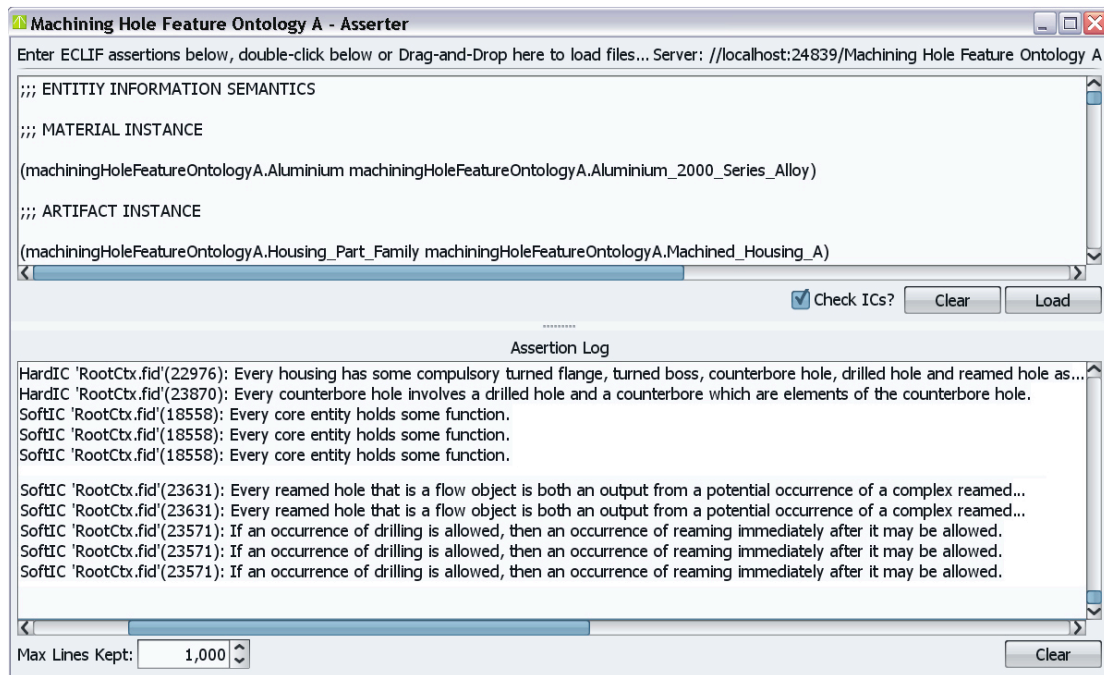 Machining Hole Feature Ontology A - Asserter
Enter ECLIF assertions below, double-click below or Drag-and-Drop here to load files... Server: //localhost:24839/Machining Hole Feature Ontology A
;;; ENTITIY INFORMATION SEMANTICS
;;; MATERIAL INSTANCE
(machiningHoleFeatureOntologyA.Aluminium machiningHoleFeatureOntologyA.Aluminium_2000_Series_Alloy)
;;; ARTIFACT INSTANCE
(machiningHoleFeatureOntologyA.Housing_Part_Family machiningHoleFeatureOntologyA.Machined_Housing_A)
Check ICs? Clear Load
Assertion Log
HardIC 'RootCtx.fid'(22976): Every housing has some compulsory turned flange, turned boss, counterbore hole, drilled hole and reamed hole as...
HardIC 'RootCtx.fid'(23870): Every counterbore hole involves a drilled hole and a counterbore which are elements of the counterbore hole.
SoftIC 'RootCtx.fid'(18558): Every core entity holds some function.
SoftIC 'RootCtx.fid'(18558): Every core entity holds some function.
SoftIC 'RootCtx.fid'(18558): Every core entity holds some function.
SoftIC 'RootCtx.fid'(23631): Every reamed hole that is a flow object is both an output from a potential occurrence of a complex reamed...
SoftIC 'RootCtx.fid'(23631): Every reamed hole that is a flow object is both an output from a potential occurrence of a complex reamed...
SoftIC 'RootCtx.fid'(23571): If an occurrence of drilling is allowed, then an occurrence of reaming immediately after it may be allowed.
SoftIC 'RootCtx.fid'(23571): If an occurrence of drilling is allowed, then an occurrence of reaming immediately after it may be allowed.
SoftIC 'RootCtx.fid'(23571): If an occurrence of drilling is allowed, then an occurrence of reaming immediately after it may be allowed.
Max Lines Kept: 1,000 Clear